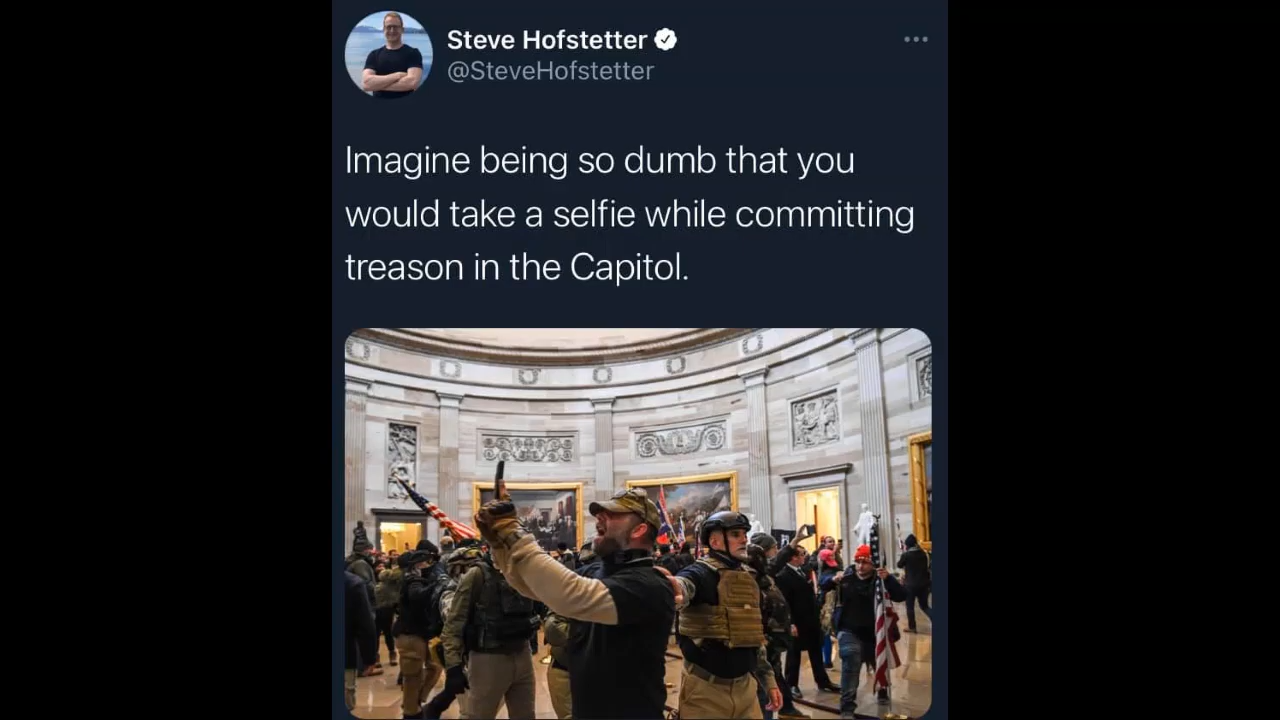 Steve Hofstetter
@SteveHofstetter
Imagine being so dumb that you
would take a selfie while committing
treason in the Capitol.